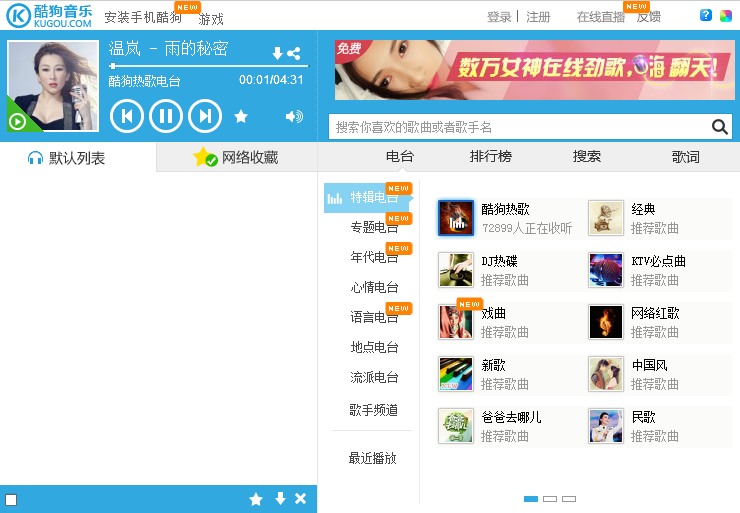 酷狗音乐
KUGOU.COM
安装手机酷狗
NEW
游戏
登录
注册
在线直播
NEW
反馈
温岚 - 雨的秘密
酷狗热歌电台
00:01/04:31
免费
数万女神在线劲歌,嗨翻天!
搜索你喜欢的歌曲或者歌手名
默认列表
网络收藏
电台
排行榜
搜索
歌词
特辑电台
NEW
专题电台
NEW
年代电台
NEW
心情电台
语言电台
NEW
地点电台
流派电台
歌手频道
最近播放
酷狗热歌
72899人正在收听
经典
推荐歌曲
DJ热碟
推荐歌曲
KTV必点曲
推荐歌曲
NEW
戏曲
推荐歌曲
网络红歌
推荐歌曲
新歌
推荐歌曲
中国风
推荐歌曲
爸爸去哪儿
推荐歌曲
民歌
推荐歌曲